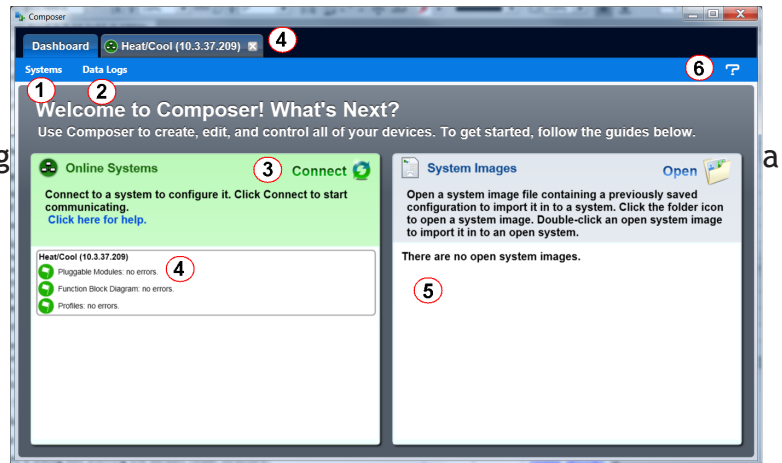 Composer
Dashboard Heat/Cool (10.3.37.209) 4
Systems Data Logs 6 ?
1 2
Welcome to Composer! What's Next?
Use Composer to create, edit, and control all of your devices. To get started, follow the guides below.
g
a
Online Systems 3 Connect
Connect to a system to configure it. Click Connect to start
communicating.
Click here for help.
Heat/Cool (10.3.37.209)
Pluggable Modules: no errors. 4
Function Block Diagram: no errors.
Profiles: no errors.
System Images Open
Open a system image file containing a previously saved
configuration to import it in to a system. Click the folder icon
to open a system image. Double-click an open system image
to import it in to an open system.
There are no open system images.
5